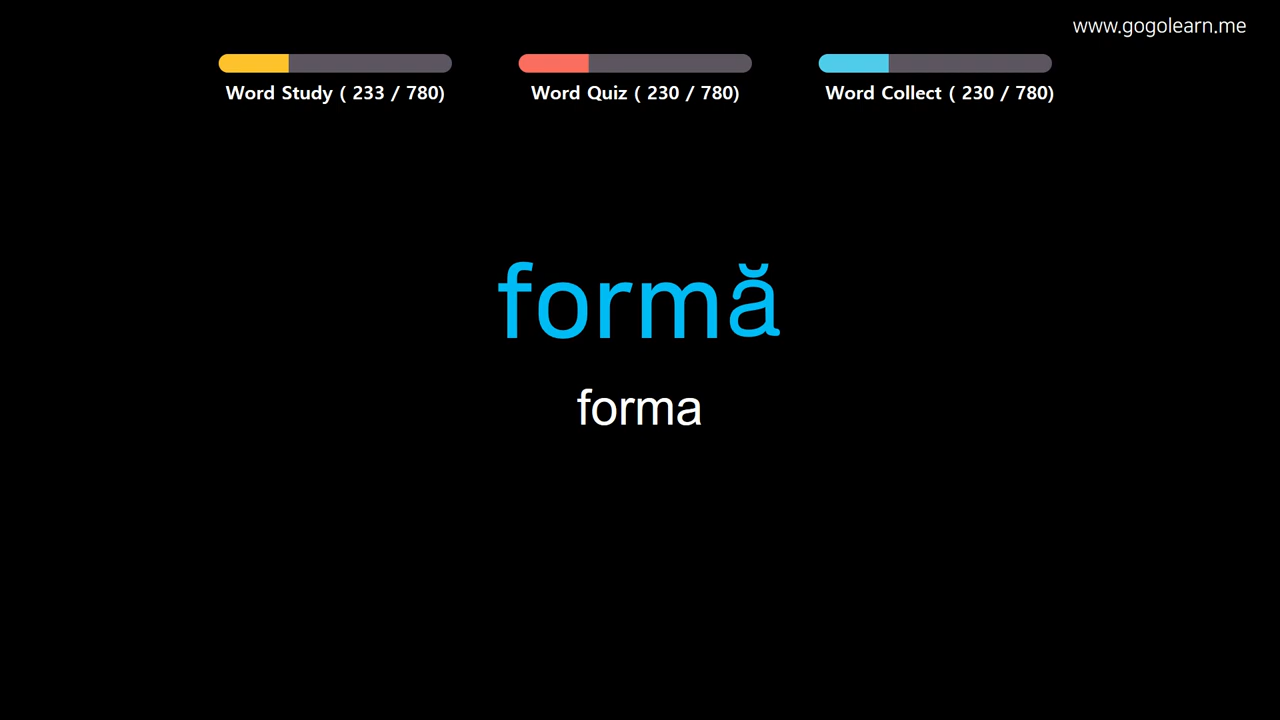 www.gogolearn.me
Word Study ( 233 / 780)
Word Quiz ( 230 / 780)
Word Collect ( 230 / 780)
formă
forma